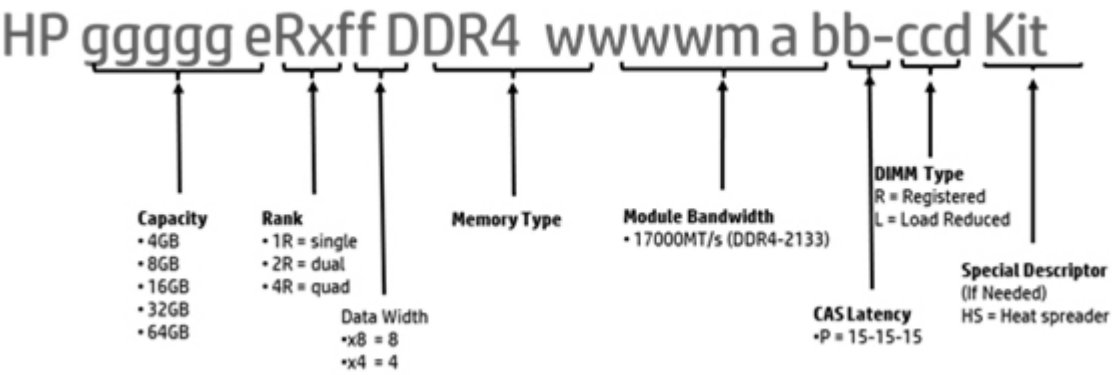 HP ggggg eRxff DDR4 wwwwm a bb-ccd Kit
Capacity
• 4GB
• 8GB
• 16GB
• 32GB
• 64GB
Rank
• 1R = single
• 2R = dual
• 4R = quad
Data Width
•x8 = 8
•x4 = 4
Memory Type
Module Bandwidth
• 17000MT/s (DDR4-2133)
CAS Latency
•P = 15-15-15
DIMM Type
R = Registered
L = Load Reduced
Special Descriptor
(If Needed)
HS = Heat spreader